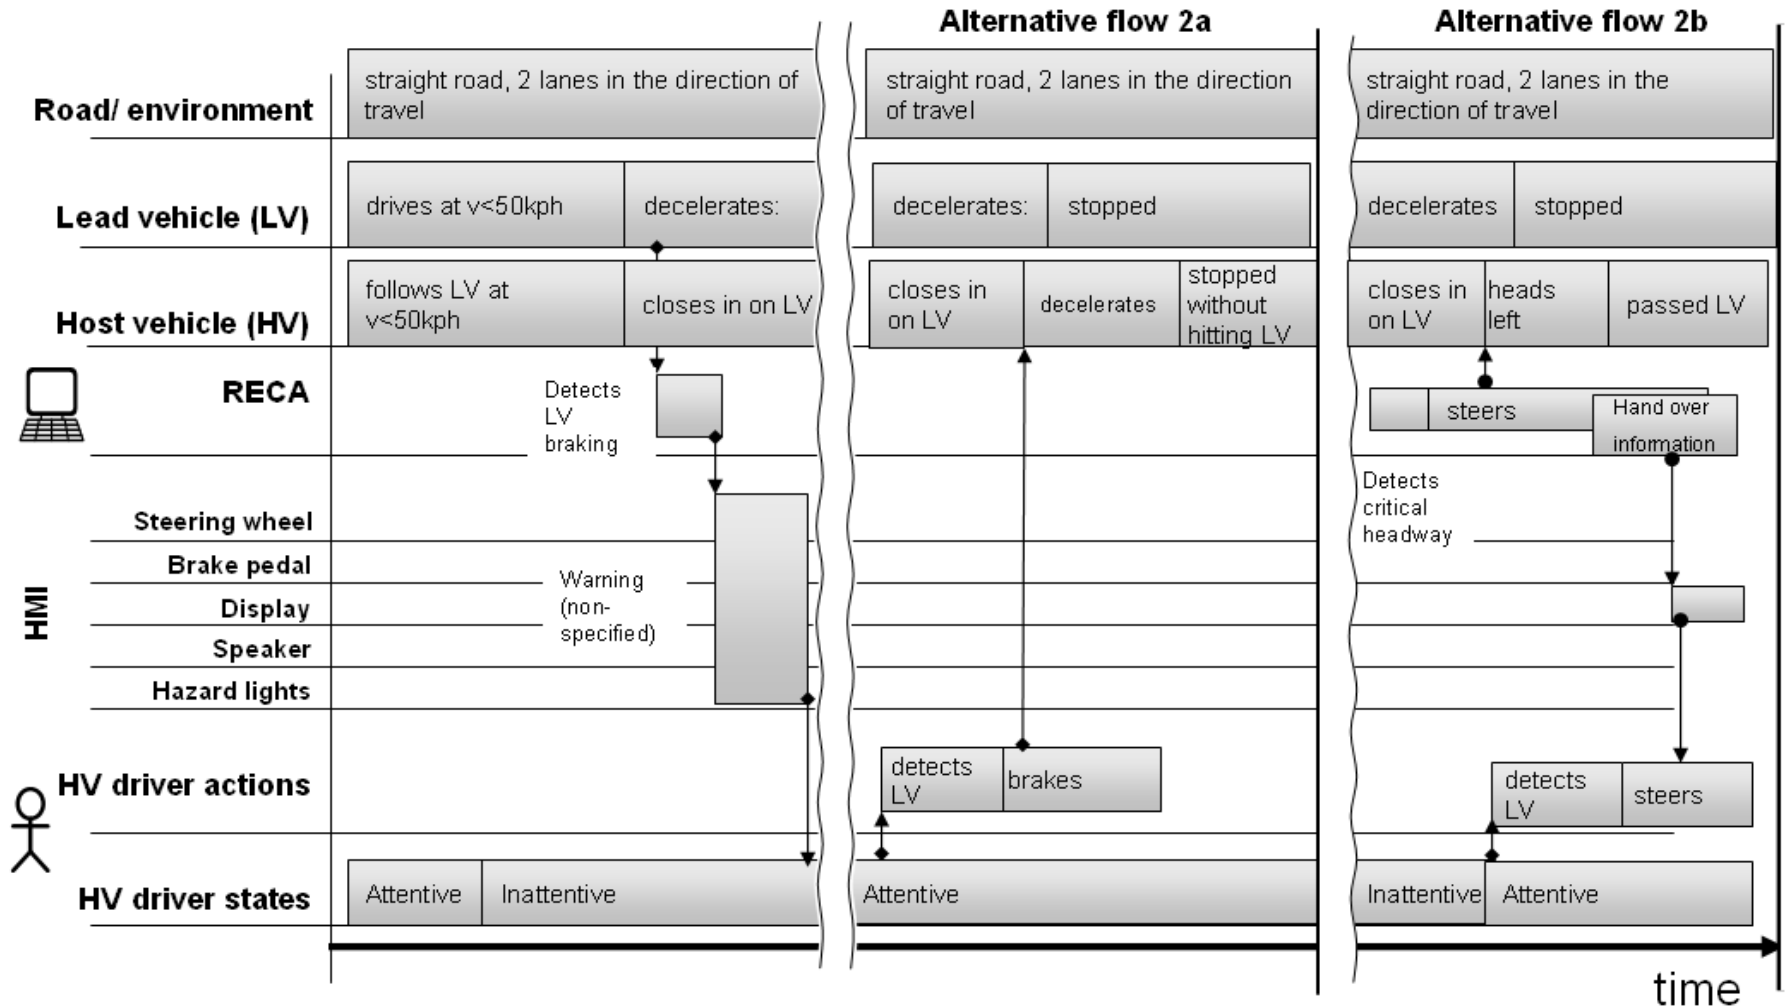 Alternative flow 2a
Alternative flow 2b
Road/ environment
straight road, 2 lanes in the direction of
travel
straight road, 2 lanes in the direction
of travel
straight road, 2 lanes in the
direction of travel
Lead vehicle (LV)
drives at v<50kph
decelerates:
decelerates:
stopped
decelerates
stopped
Host vehicle (HV)
follows LV at
v<50kph
closes in on LV
closes in
on LV
decelerates
stopped
without
hitting LV
closes in
on LV
heads
left
passed LV
RECA
Detects
LV
braking
steers
Hand over
information
Detects
critical
headway
HMI
Steering wheel
Brake pedal
Display
Speaker
Hazard lights
Warning
(non-
specified)
HV driver actions
detects
LV
brakes
detects
LV
steers
HV driver states
Attentive
Inattentive
Attentive
Inattentive
Attentive
time